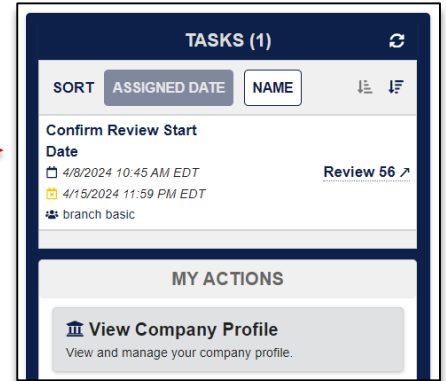 TASKS (1)
SORT ASSIGNED DATE NAME
Confirm Review Start
Date
4/8/2024 10:45 AM EDT
Review 56
4/15/2024 11:59 PM EDT
branch basic
MY ACTIONS
View Company Profile
View and manage your company profile.